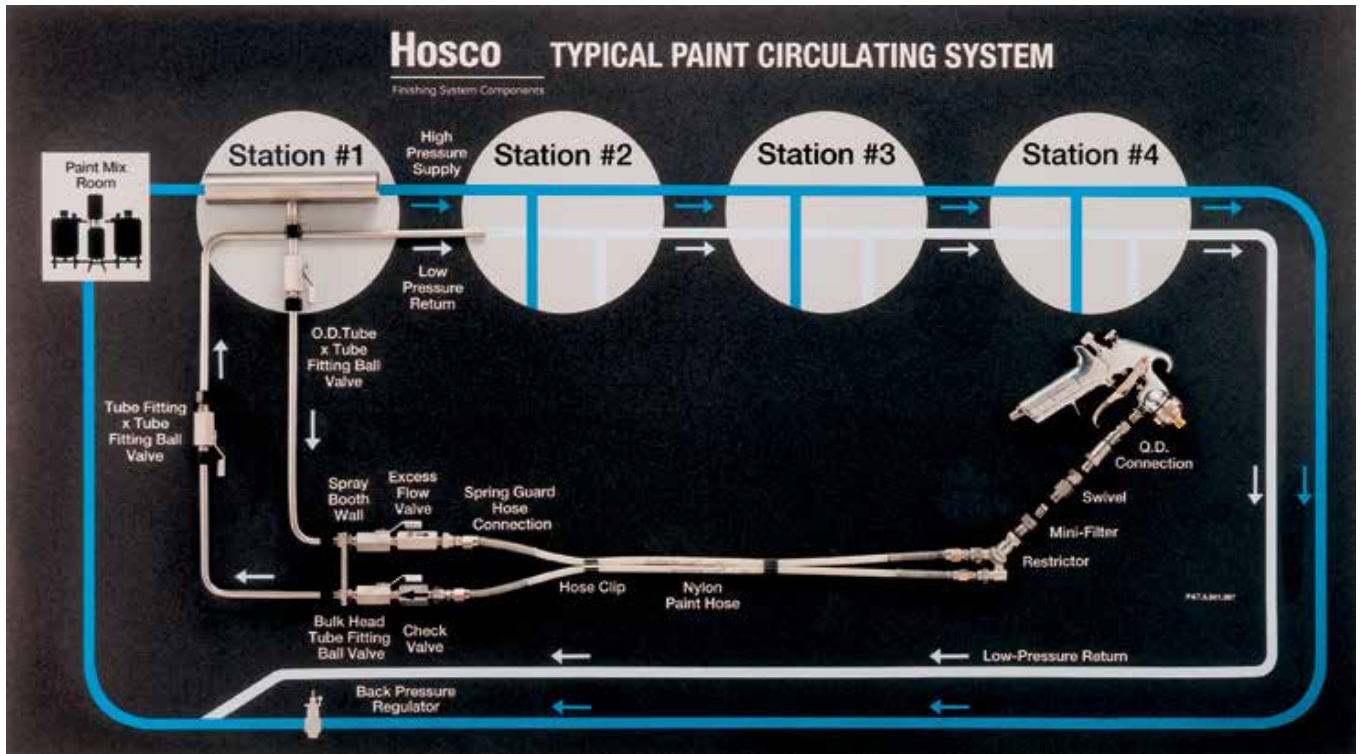 Hosco
TYPICAL PAINT CIRCULATING SYSTEM
Finishing System Components
Paint Mix
Room
Station #1
High
Pressure
Supply
Station #2
Station #3
Station #4
Low
Pressure
Return
O.D.Tube
x Tube
Fitting Ball
Valve
Tube Fitting
x Tube
Fitting Ball
Valve
Spray
Booth
Wall
Excess
Flow
Valve
Spring Guard
Hose
Connection
Q.D.
Connection
Swivel
Mini-Filter
Restrictor
Hose Clip
Nylon
Paint Hose
Bulk Head
Tube Fitting
Ball Valve
Check
Valve
Low-Pressure Return
Back Pressure
Regulator